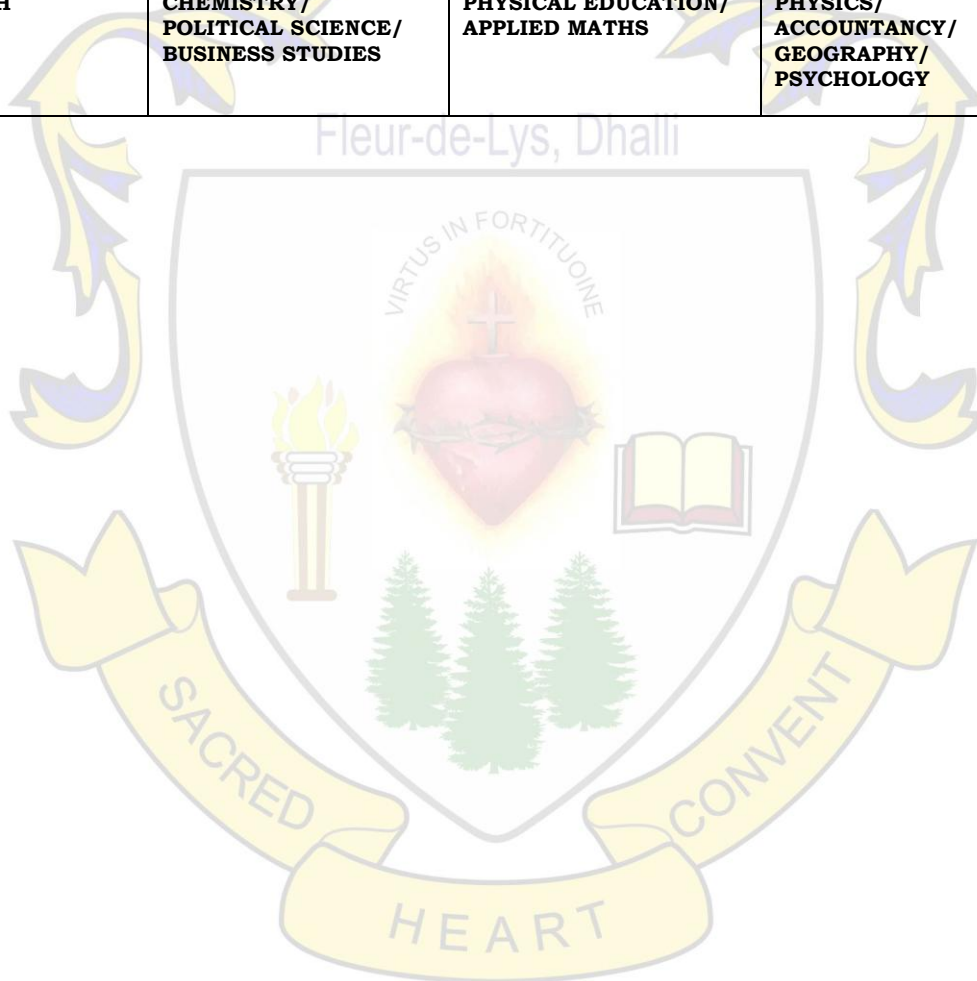 H
CHEMISTRY/
POLITICAL SCIENCE/
BUSINESS STUDIES
PHYSICAL EDUCATION/
APPLIED MATHS
PHYSICS/
ACCOUNTANCY/
GEOGRAPHY/
PSYCHOLOGY
Fleur-de-Lys, Dhalli
VIRTUS IN FORTITUOINE
SACRED
HEART
CONVENT